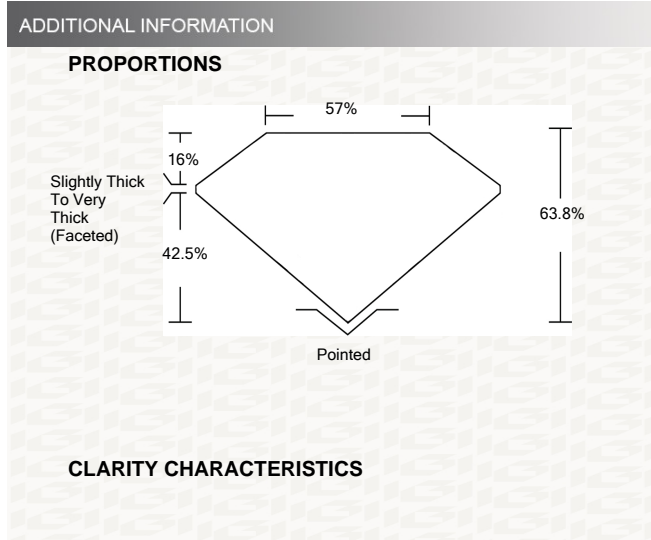 ADDITIONAL INFORMATION
PROPORTIONS
57%
16%
Slightly Thick
To Very
Thick
(Faceted)
63.8%
42.5%
Pointed
CLARITY CHARACTERISTICS